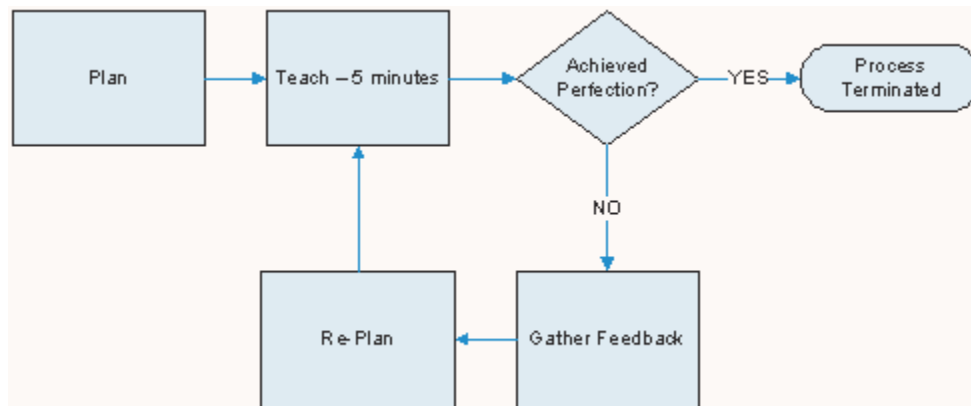 Plan
Teach – 5 minutes
Achieved
Perfection?
YES
Process
Terminated
NO
Re-Plan
Gather Feedback